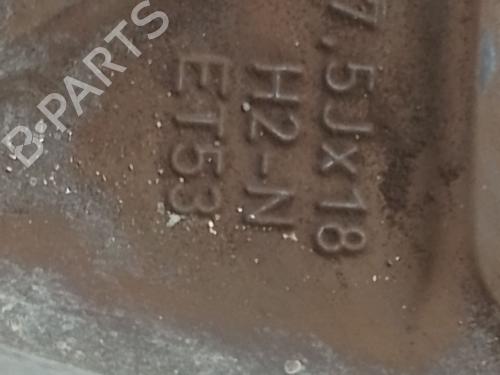 7,5Jx18
H2-N
ET53
B-PARTS